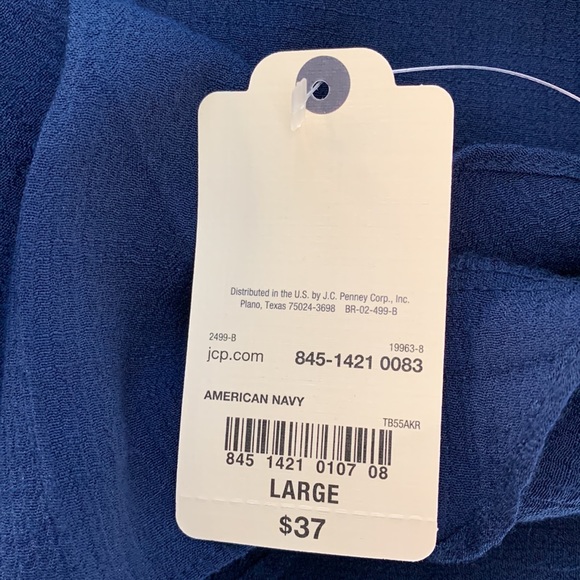 Distributed in the U.S. by J.C. Penney Corp., Inc.
Plano, Texas 75024-3698 BR-02-499-B
2499-B 19963-8
jcp.com 845-1421 0083
AMERICAN NAVY
TB55AKR
845 1421 0107 08
LARGE
$37